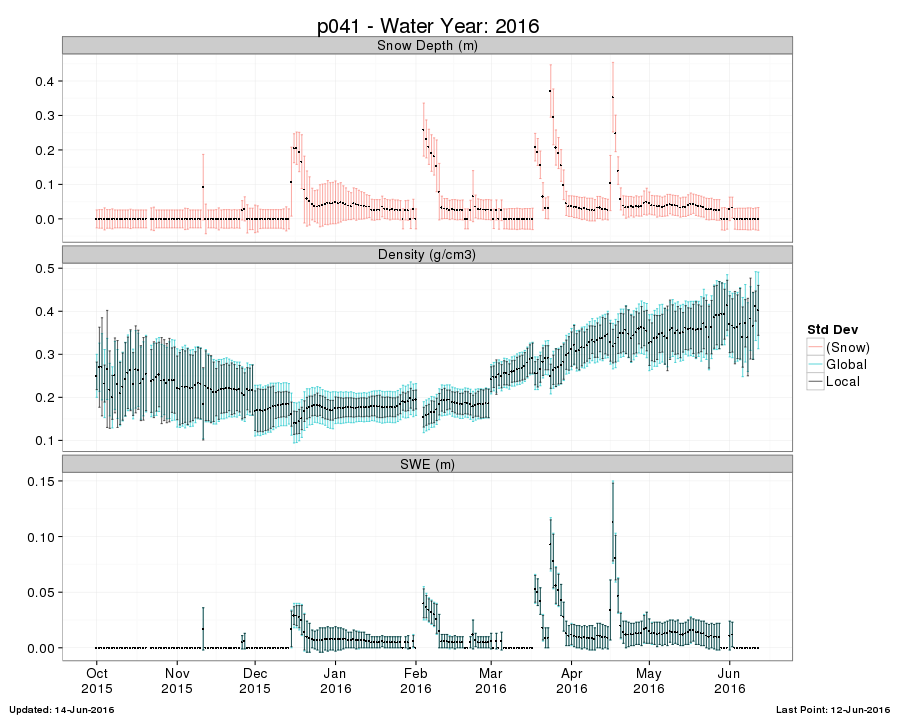 p041 - Water Year: 2016
Snow Depth (m)
0.4
0.3
0.2
0.1
0.0
Density (g/cm3)
0.5
0.4
0.3
0.2
0.1
Std Dev
(Snow)
Global
Local
SWE (m)
0.15
0.10
0.05
0.00
Oct Nov Dec Jan Feb Mar Apr May Jun
2015 2015 2015 2016 2016 2016 2016 2016 2016
Updated: 14-Jun-2016 Last Point: 12-Jun-2016